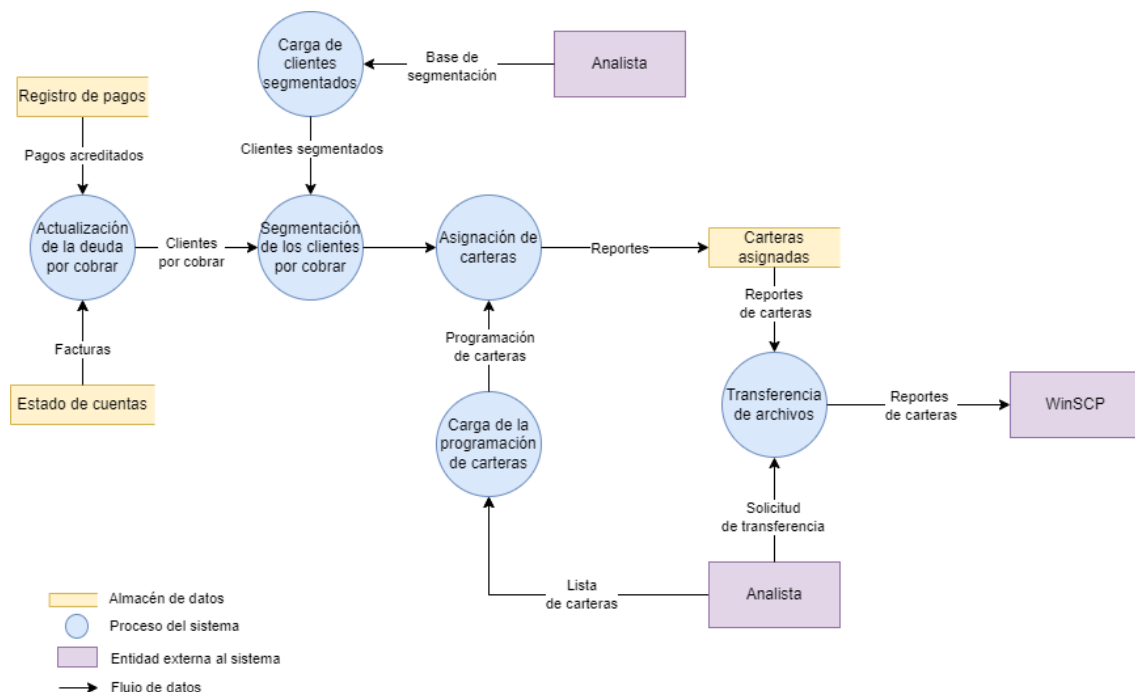 Carga de
clientes
segmentados
Base de
segmentación
Analista
Registro de pagos
Pagos acreditados
Clientes segmentados
Actualización
de la deuda
por cobrar
Clientes
por cobrar
Segmentación
de los clientes
por cobrar
Asignación de
carteras
Reportes
Carteras
asignadas
Reportes
de carteras
Programación
de carteras
Facturas
Estado de cuentas
Carga de la
programación
de carteras
Transferencia
de archivos
Reportes
de carteras
WinSCP
Solicitud
de transferencia
Lista
de carteras
Analista
Almacén de datos
Proceso del sistema
Entidad externa al sistema
Flujo de datos